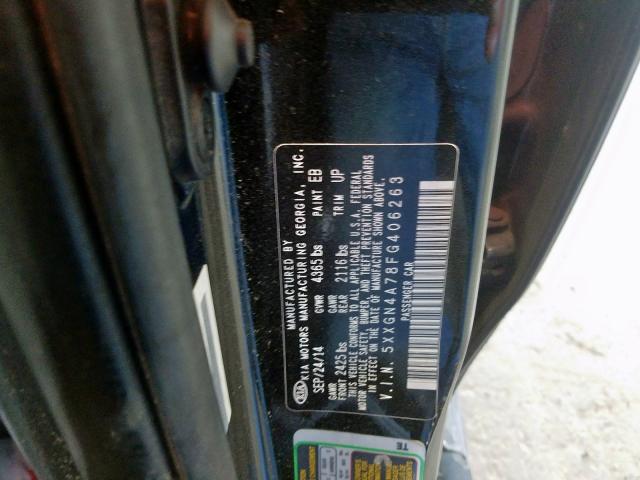 MANUFACTURED BY
KIA KIA MOTORS MANUFACTURING GEORGIA, INC.
SEP/24/14 GVWR 4365 lbs PAINT EB
GAWR FRONT 2425 lbs GAWR REAR 2116 lbs TRIM UP
THIS VEHICLE CONFORMS TO ALL APPLICABLE U.S.A. FEDERAL
MOTOR VEHICLE SAFETY, BUMPER, AND THEFT PREVENTION STANDARDS
IN EFFECT ON THE DATE OF MANUFACTURE SHOWN ABOVE.
V.I.N. 5XXGN4A78FG406263
PASSENGER CAR
TE